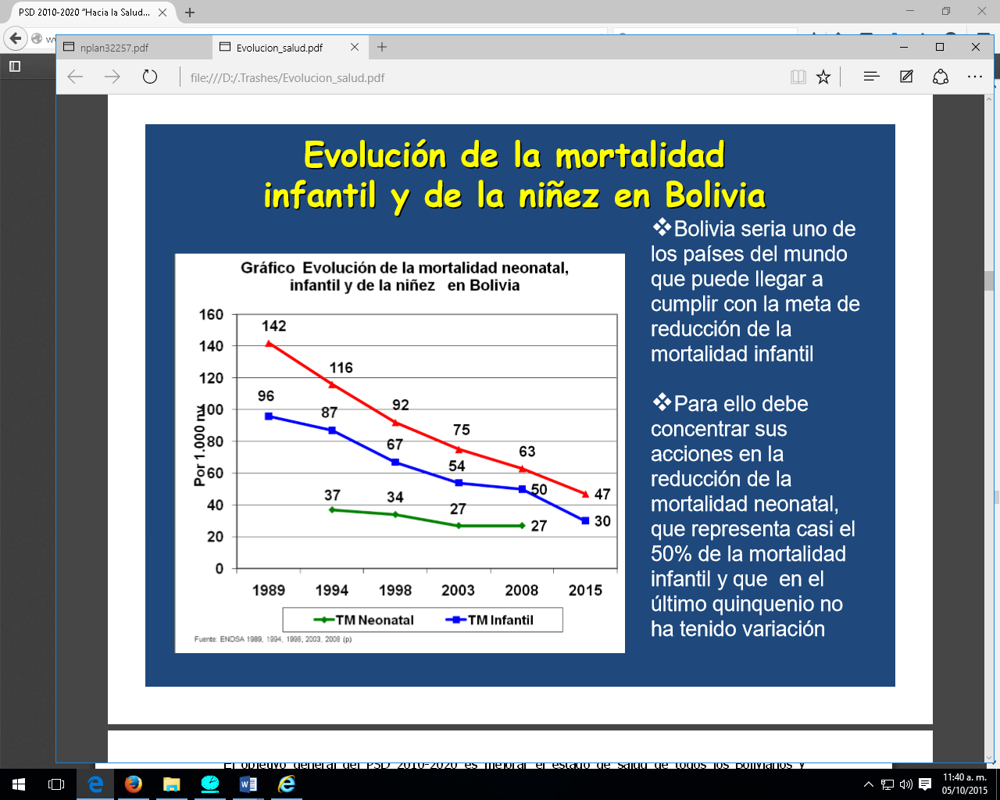 PSD 2010-2020 "Hacia la Salud...
nplan32257.pdf
Evolucion_salud.pdf
file:///D:/.Trashes/Evolucion_salud.pdf
Evolución de la mortalidad
infantil y de la niñez en Bolivia
Gráfico Evolución de la mortalidad neonatal,
infantil y de la niñez en Bolivia
Por 1.000 nv
160
140
120
100
80
60
40
20
0
142
116
92
75
63
47
96
87
67
54
50
30
37
34
27
27
1989 1994 1998 2003 2008 2015
TM Neonatal TM Infantil
Fuente: ENDSA 1989, 1994, 1998, 2003, 2008 (p)
❖Bolivia seria uno de
los países del mundo
que puede llegar a
cumplir con la meta de
reducción de la
mortalidad infantil
❖Para ello debe
concentrar sus
acciones en la
reducción de la
mortalidad neonatal,
que representa casi el
50% de la mortalidad
infantil y que en el
último quinquenio no
ha tenido variación
El objetivo general del PSD 2010-2020 es mejorar el estado de salud de todos los Bolivianos y
11:40 a. m.
05/10/2015